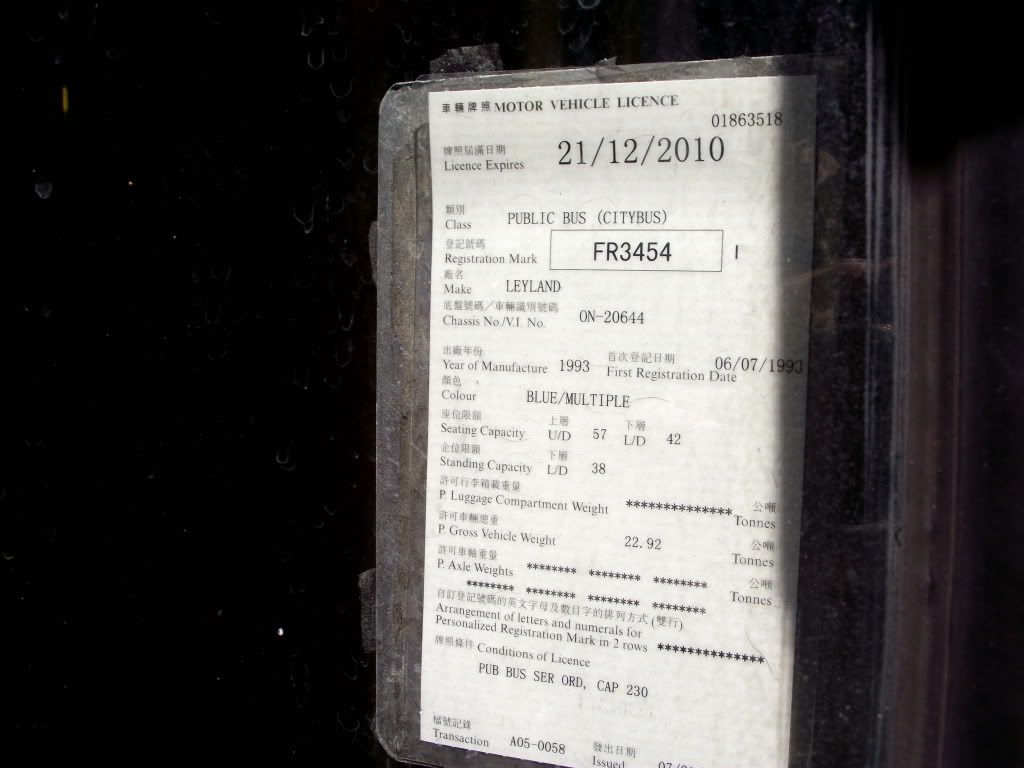 車輛牌照 MOTOR VEHICLE LICENCE
01863518
牌照屆滿日期
Licence Expires 21/12/2010
類別
Class PUBLIC BUS (CITYBUS)
登記號碼
Registration Mark FR3454
廠名
Make LEYLAND
底盤號碼／車輛識別號碼
Chassis No./V.I. No. ON-20644
出廠年份 首次登記日期
Year of Manufacture 1993 First Registration Date 06/07/1993
顏色
Colour BLUE/MULTIPLE
座位限額 上層 下層
Seating Capacity U/D 57 L/D 42
企位限額 下層
Standing Capacity L/D 38
許可行李箱載重量 公噸
P. Luggage Compartment Weight ************** Tonnes
許可車輛總重 公噸
P. Gross Vehicle Weight 22.92 Tonnes
許可車軸重量 公噸
P. Axle Weights ******** ******** ******** Tonnes
******** ******** ******** ********
自訂登記號碼的英文字母及數目字的排列方式 (雙行)
Arrangement of letters and numerals for
Personalized Registration Mark in 2 rows **************
牌照條件 Conditions of Licence
PUB BUS SER ORD, CAP 230
檔號記錄 發出日期
Transaction A05-0058 Issued